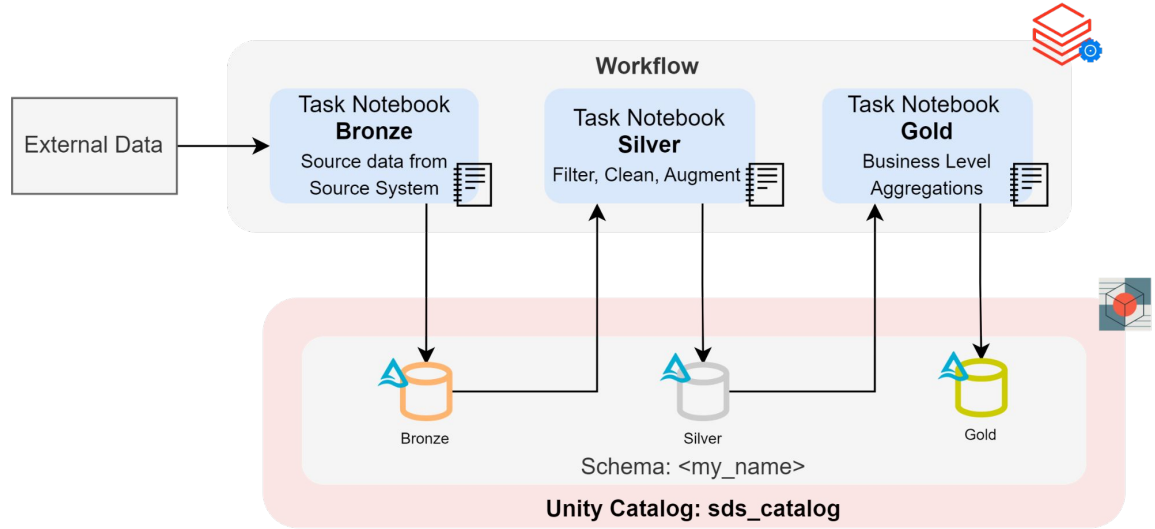 Workflow
External Data
Task Notebook
Bronze
Source data from
Source System
Task Notebook
Silver
Filter, Clean, Augment
Task Notebook
Gold
Business Level
Aggregations
Bronze
Silver
Gold
Schema: <my_name>
Unity Catalog: sds_catalog